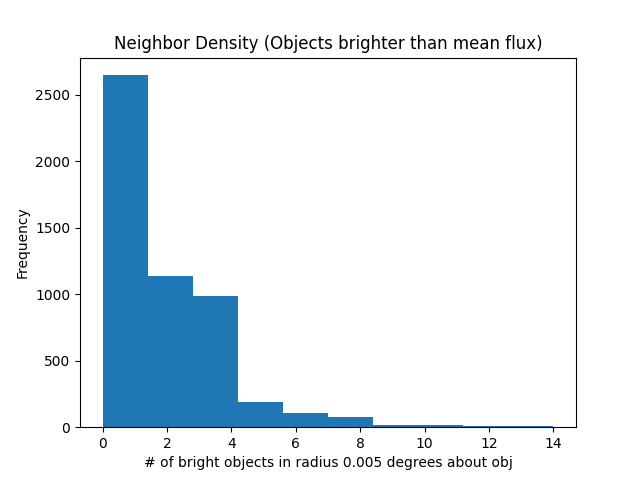 Neighbor Density (Objects brighter than mean flux)
2500
2000
1500
1000
500
0
Frequency
0 2 4 6 8 10 12 14
# of bright objects in radius 0.005 degrees about obj